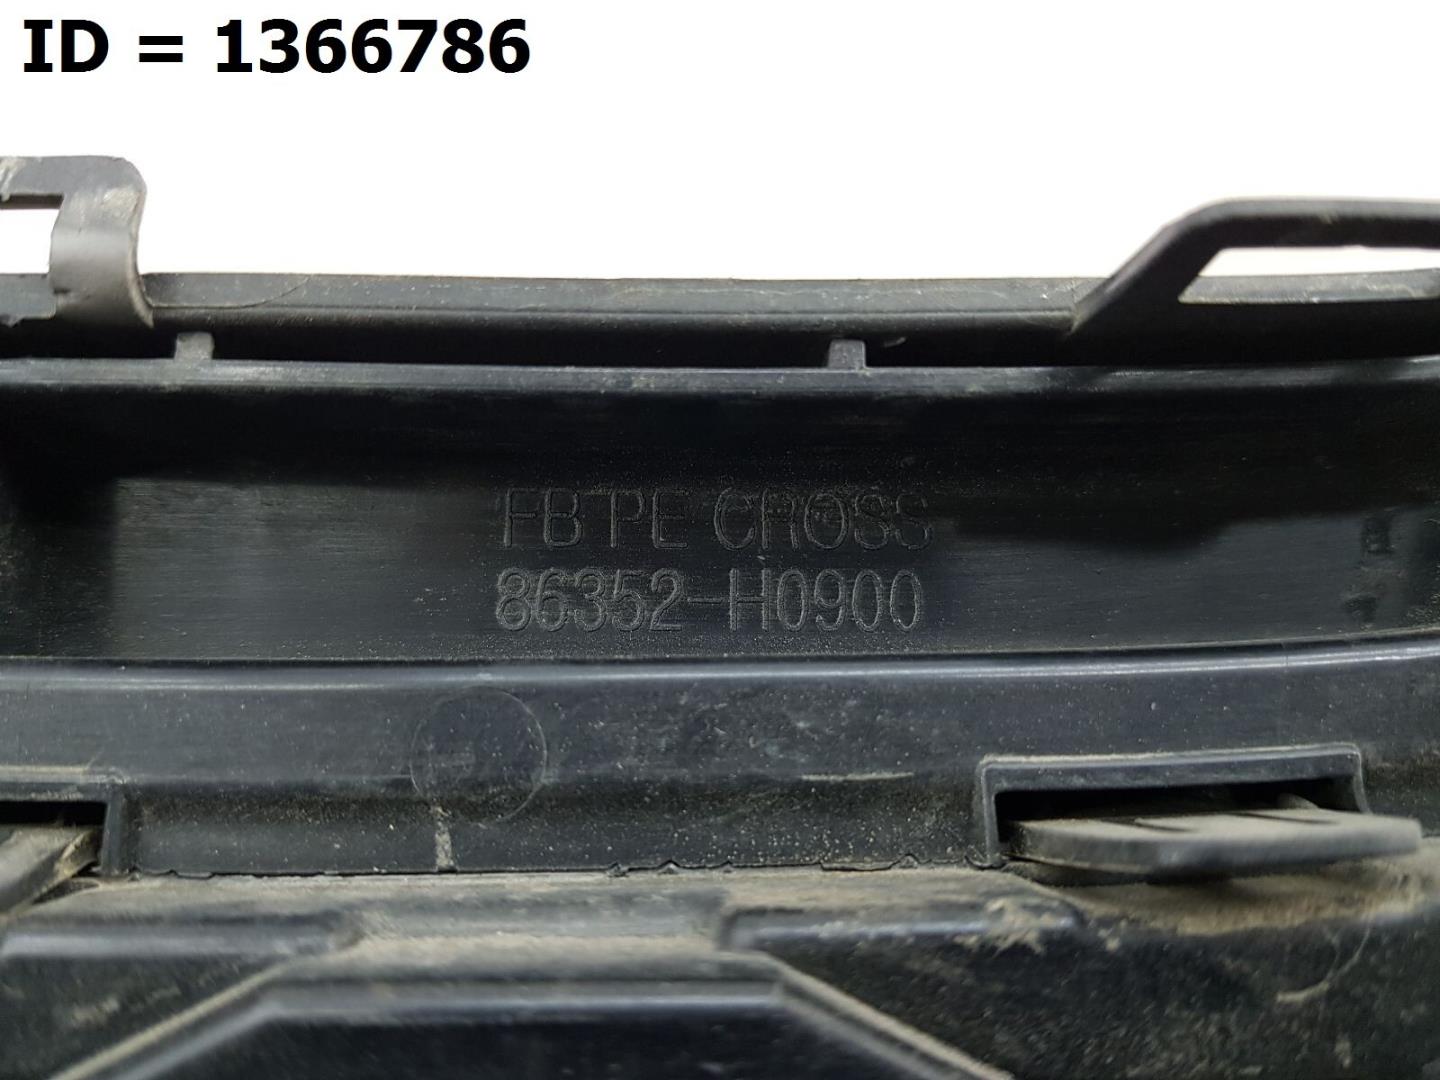 ID = 1366786
FB PE CROSS
86352-H0900